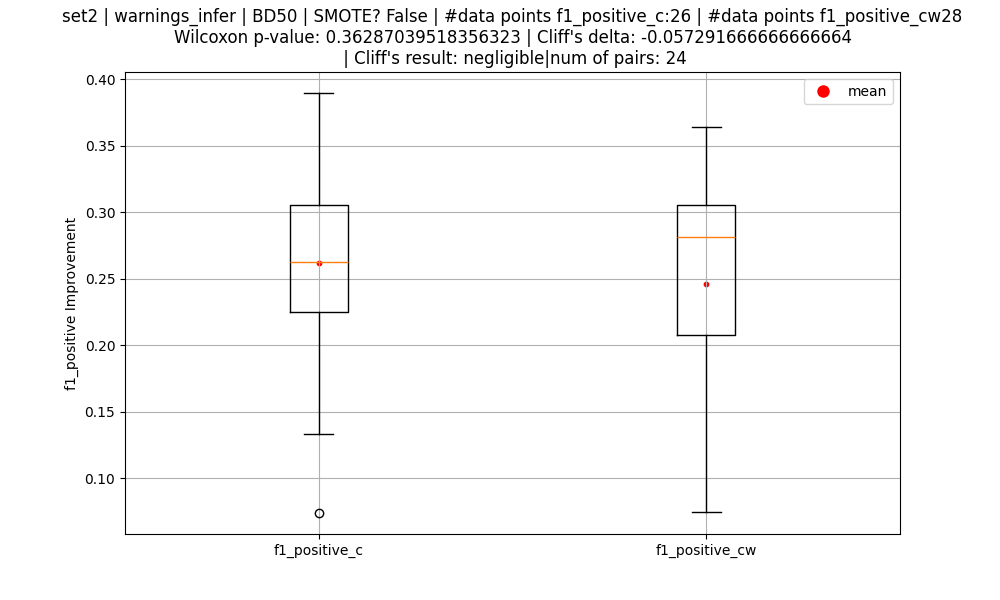 set2 | warnings_infer | BD50 | SMOTE? False | #data points f1_positive_c:26 | #data points f1_positive_cw28
Wilcoxon p-value: 0.36287039518356323 | Cliff's delta: -0.057291666666666664
| Cliff's result: negligible|num of pairs: 24
mean
0.40
0.35
0.30
0.25
0.20
0.15
0.10
f1_positive Improvement
f1_positive_c
f1_positive_cw